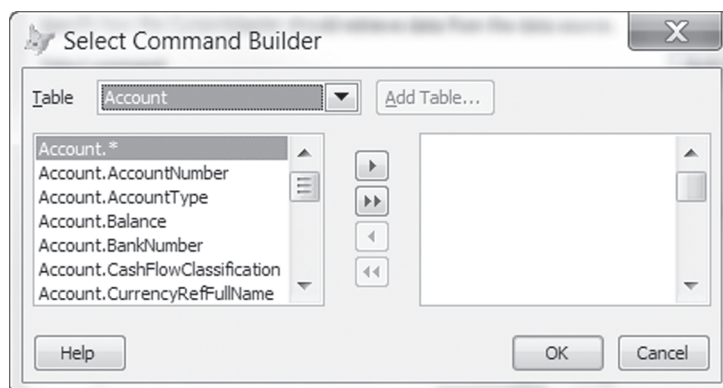 Select Command Builder
Table Account Add Table...
Account.*
Account.AccountNumber
Account.AccountType
Account.Balance
Account.BankNumber
Account.CashFlowClassification
Account.CurrencyRefFullName
Help OK Cancel